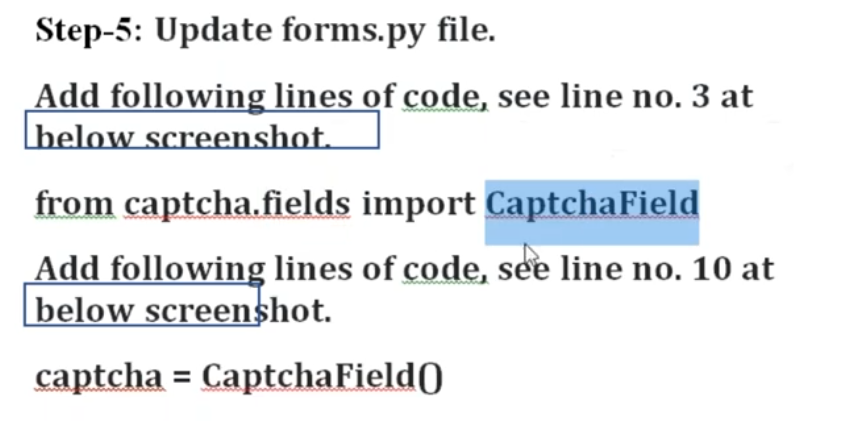 Step-5: Update forms.py file.
Add following lines of code, see line no. 3 at
below screenshot.
from captcha.fields import CaptchaField
Add following lines of code, see line no. 10 at
below screenshot.
captcha = CaptchaField()